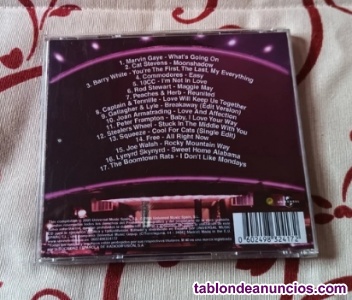 1. Marvin Gaye - What's Going On
2. Cat Stevens - Moonshadow
3. Barry White - You're The First, The Last, My Everything
4. Commodores - Easy
5. 10CC - I'm Not In Love
6. Rod Stewart - Maggie May
7. Peaches & Herb - Reunited
8. Captain & Tennille - Love Will Keep Us Together
9. Gallagher & Lyle - Breakaway (Edit Version)
10. Joan Armatrading - Love And Affection
11. Peter Frampton - Baby, I Love Your Way
12. Stealers Wheel - Stuck In The Middle With You
13. Squeeze - Cool For Cats (Single Edit)
14. Free - All Right Now
15. Joe Walsh - Rocky Mountain Way
16. Lynyrd Skynyrd - Sweet Home Alabama
17. The Boomtown Rats - I Don't Like Mondays
0 602498 324172
tablondeanuncios.com